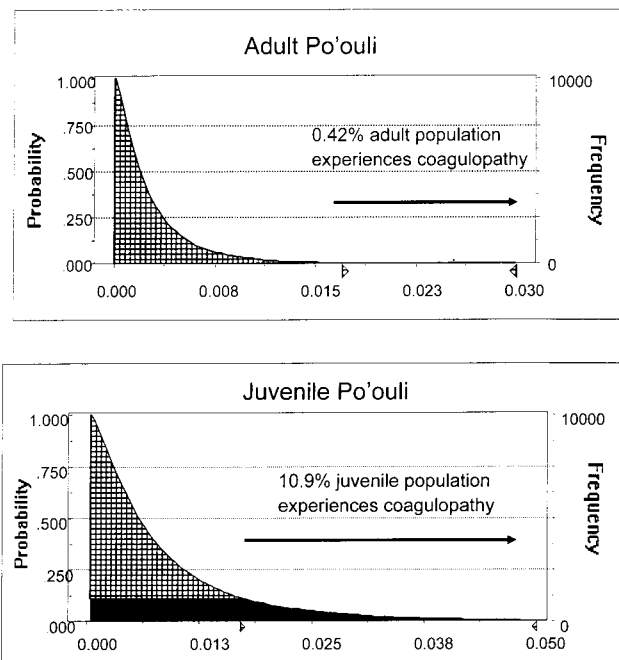 Adult Po'ouli
1.000
.750
.500
.250
.000
Probability
0.42% adult population
experiences coagulopathy
10000
0
Frequency
0.000 0.008 0.015 0.023 0.030
Juvenile Po'ouli
1.000
.750
.500
.250
.000
Probability
10.9% juvenile population
experiences coagulopathy
10000
0
Frequency
0.000 0.013 0.025 0.038 0.050